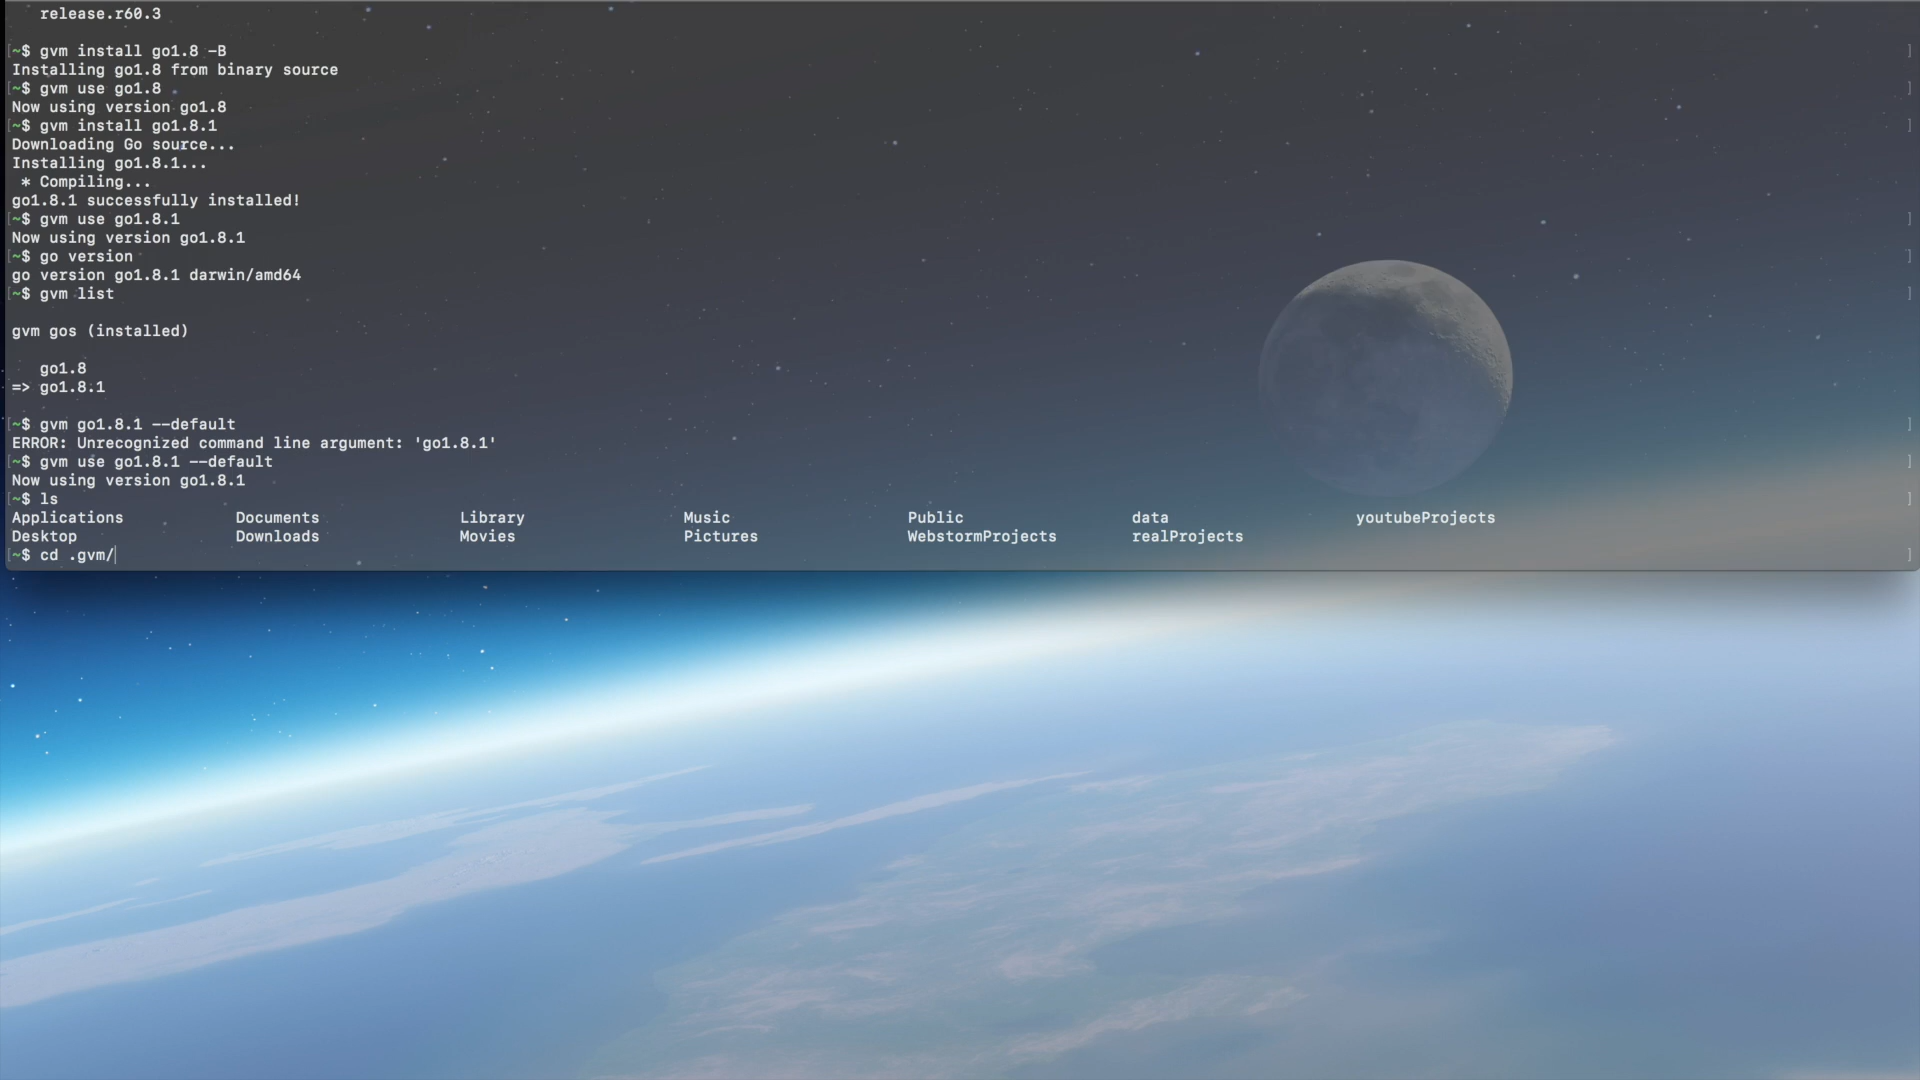 release.r60.3
[~$ gvm install go1.8 -B ]
Installing go1.8 from binary source
[~$ gvm use go1.8 ]
Now using version go1.8
[~$ gvm install go1.8.1 ]
Downloading Go source...
Installing go1.8.1...
* Compiling...
go1.8.1 successfully installed!
[~$ gvm use go1.8.1 ]
Now using version go1.8.1
[~$ go version ]
go version go1.8.1 darwin/amd64
[~$ gvm list ]
gvm gos (installed)
go1.8
=> go1.8.1
[~$ gvm go1.8.1 --default ]
ERROR: Unrecognized command line argument: 'go1.8.1'
[~$ gvm use go1.8.1 --default ]
Now using version go1.8.1
[~$ ls ]
Applications Documents Library Music Public data youtubeProjects
Desktop Downloads Movies Pictures WebstormProjects realProjects
[~$ cd .gvm/ ]